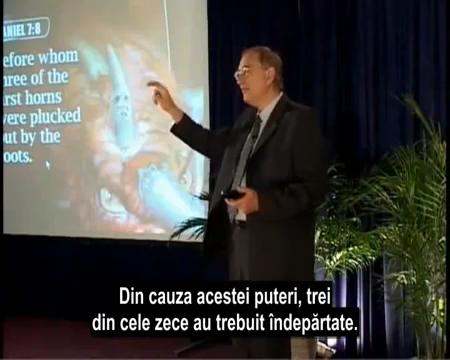 ANIEL 7:8
efore whom
hree of the
irst horns
were plucked
out by the
oots.
Din cauza acestei puteri, trei
din cele zece au trebuit îndepărtate.